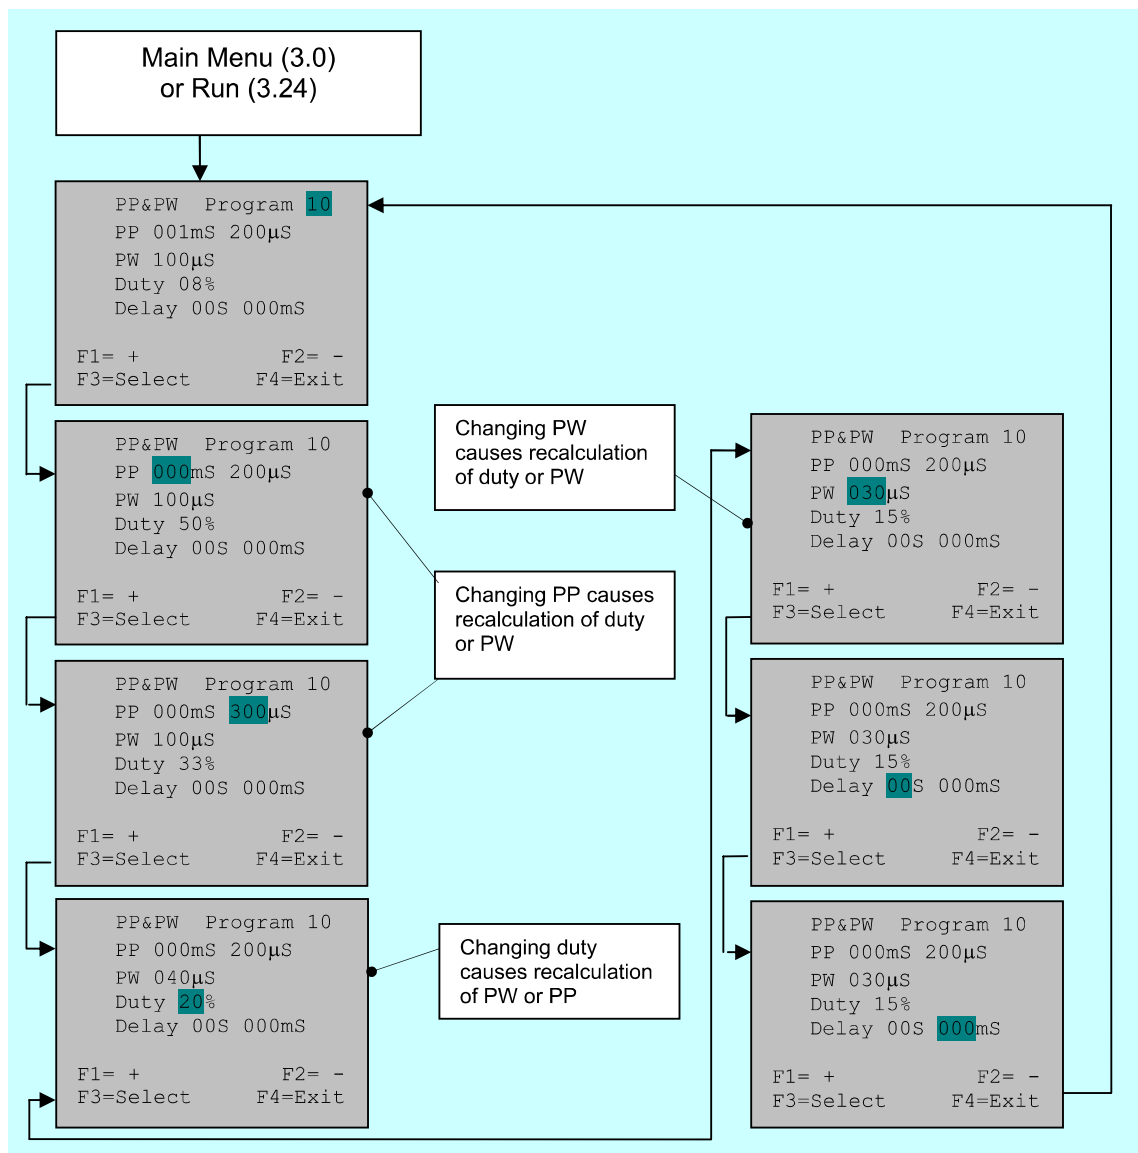 Main Menu (3.0)
or Run (3.24)
PP&PW Program 10
PP 001mS 200µS
PW 100µS
Duty 08%
Delay 00S 000mS
F1= + F2= -
F3=Select F4=Exit
PP&PW Program 10
PP 000mS 200µS
PW 100µS
Duty 50%
Delay 00S 000mS
F1= + F2= -
F3=Select F4=Exit
PP&PW Program 10
PP 000mS 300µS
PW 100µS
Duty 33%
Delay 00S 000mS
F1= + F2= -
F3=Select F4=Exit
PP&PW Program 10
PP 000mS 200µS
PW 040µS
Duty 20%
Delay 00S 000mS
F1= + F2= -
F3=Select F4=Exit
Changing PW
causes recalculation
of duty or PW
Changing PP causes
recalculation of duty
or PW
Changing duty
causes recalculation
of PW or PP
PP&PW Program 10
PP 000mS 200µS
PW 030µS
Duty 15%
Delay 00S 000mS
F1= + F2= -
F3=Select F4=Exit
PP&PW Program 10
PP 000mS 200µS
PW 030µS
Duty 15%
Delay 00S 000mS
F1= + F2= -
F3=Select F4=Exit
PP&PW Program 10
PP 000mS 200µS
PW 030µS
Duty 15%
Delay 00S 000mS
F1= + F2= -
F3=Select F4=Exit